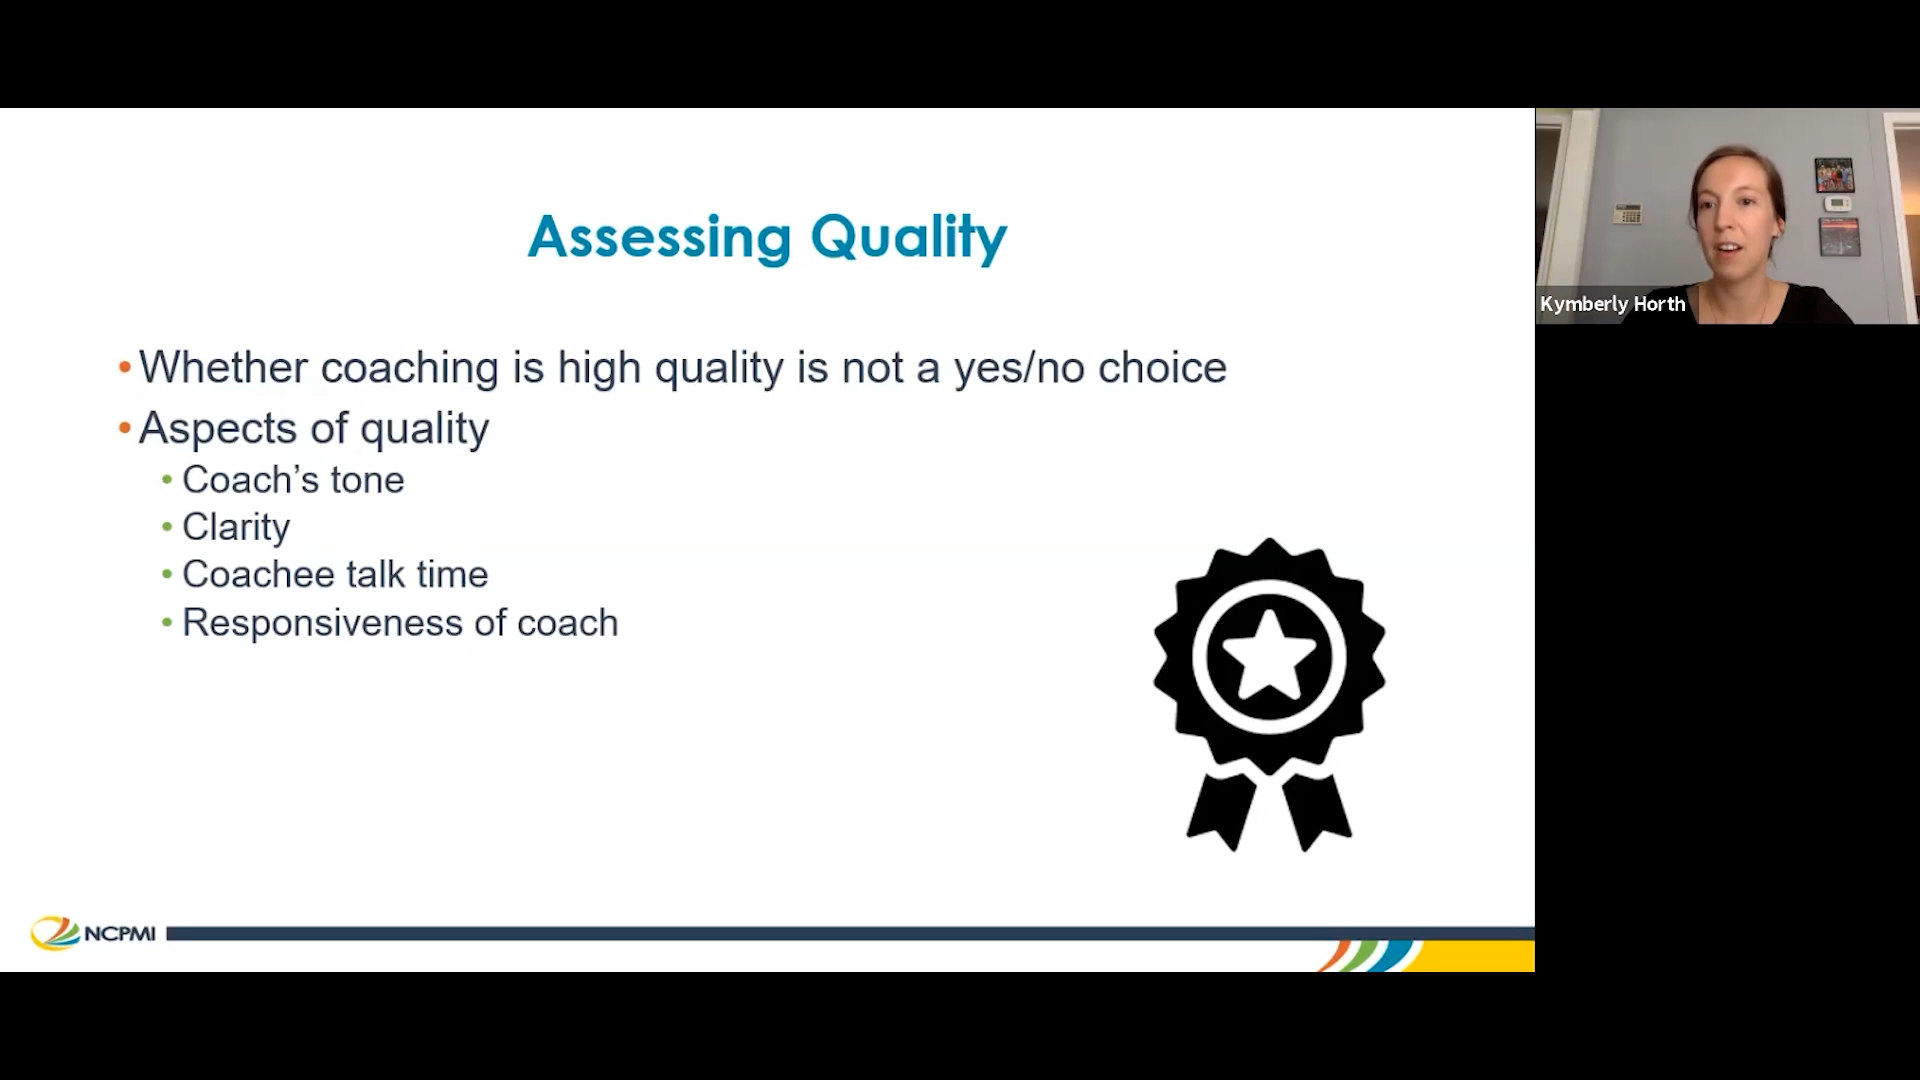 Assessing Quality
• Whether coaching is high quality is not a yes/no choice
• Aspects of quality
• Coach’s tone
• Clarity
• Coachee talk time
• Responsiveness of coach
NCPMI
Kymberly Horth